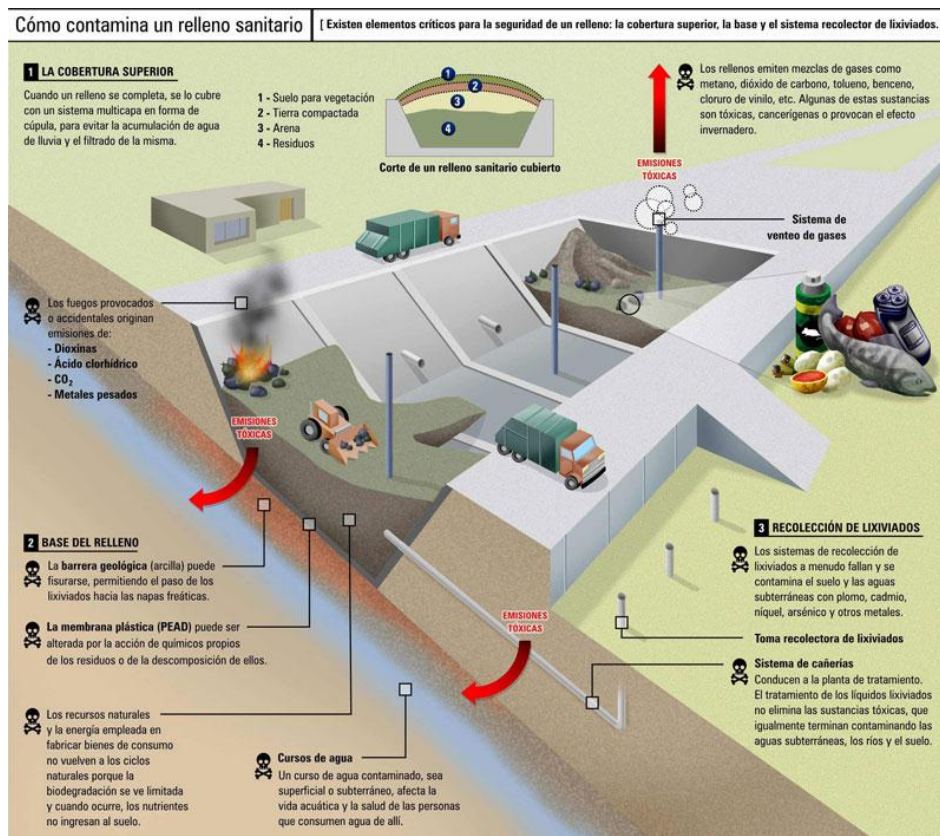 Cómo contamina un relleno sanitario
[ Existen elementos críticos para la seguridad de un relleno: la cobertura superior, la base y el sistema recolector de lixiviados.
1 LA COBERTURA SUPERIOR
Cuando un relleno se completa, se lo cubre
con un sistema multicapa en forma de
cúpula, para evitar la acumulación de agua
de lluvia y el filtrado de la misma.
1 - Suelo para vegetación
2 - Tierra compactada
3 - Arena
4 - Residuos
1
2
3
4
Corte de un relleno sanitario cubierto
EMISIONES
TÓXICAS
Los rellenos emiten mezclas de gases como
metano, dióxido de carbono, tolueno, benceno,
cloruro de vinilo, etc. Algunas de estas sustancias
son tóxicas, cancerígenas o provocan el efecto
invernadero.
Sistema de
venteo de gases
Los fuegos provocados
o accidentales originan
emisiones de:
- Dioxinas
- Ácido clorhídrico
- CO₂
- Metales pesados
EMISIONES
TÓXICAS
2 BASE DEL RELLENO
La barrera geológica (arcilla) puede
fisurarse, permitiendo el paso de los
lixiviados hacia las napas freáticas.
La membrana plástica (PEAD) puede ser
alterada por la acción de químicos propios
de los residuos o de la descomposición de ellos.
Los recursos naturales
y la energía empleada en
fabricar bienes de consumo
no vuelven a los ciclos
naturales porque la
biodegradación se ve limitada
y cuando ocurre, los nutrientes
no ingresan al suelo.
EMISIONES
TÓXICAS
Cursos de agua
Un curso de agua contaminado, sea
superficial o subterráneo, afecta la
vida acuática y la salud de las personas
que consumen agua de allí.
3 RECOLECCIÓN DE LIXIVIADOS
Los sistemas de recolección de
lixiviados a menudo fallan y se
contamina el suelo y las aguas
subterráneas con plomo, cadmio,
níquel, arsénico y otros metales.
Toma recolectora de lixiviados
Sistema de cañerías
Conducen a la planta de tratamiento.
El tratamiento de los líquidos lixiviados
no elimina las sustancias tóxicas, que
igualmente terminan contaminando las
aguas subterráneas, los ríos y el suelo.